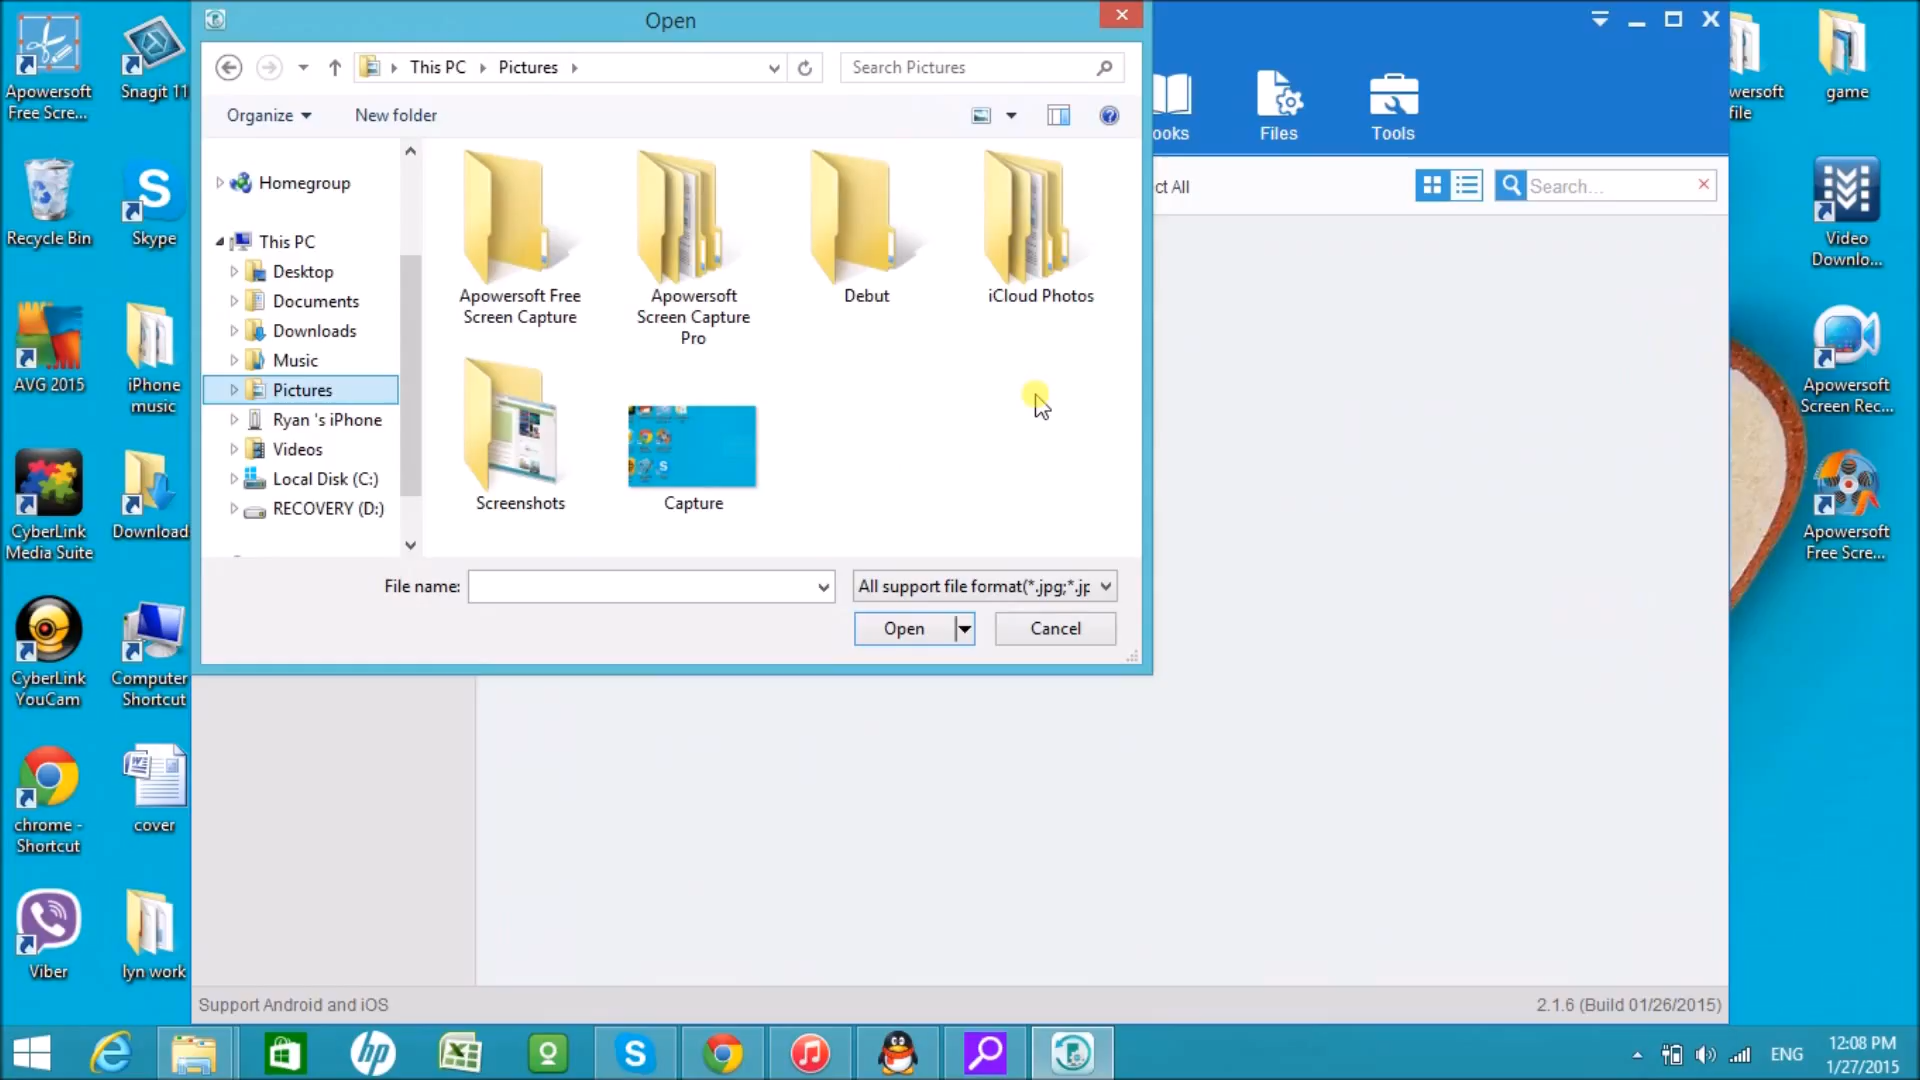 Open
This PC
Pictures
Search Pictures
Organize
New folder
Homegroup
This PC
Desktop
Documents
Downloads
Music
Pictures
Ryan 's iPhone
Videos
Local Disk (C:)
RECOVERY (D:)
Apowersoft Free
Screen Capture
Apowersoft
Screen Capture
Pro
Debut
iCloud Photos
Screenshots
Capture
File name:
All support file format(*.jpg;*.jp
Open
Cancel
ooks
Files
Tools
ct All
Search...
Support Android and iOS
2.1.6 (Build 01/26/2015)
Apowersoft
Free Scre...
Snagit 11
Recycle Bin
Skype
AVG 2015
iPhone
music
CyberLink
Media Suite
Download
CyberLink
YouCam
Computer
Shortcut
chrome -
Shortcut
cover
Viber
lyn work
wersoft
file
game
Video
Downlo...
Apowersoft
Screen Rec...
Apowersoft
Free Scre...
ENG
12:08 PM
1/27/2015